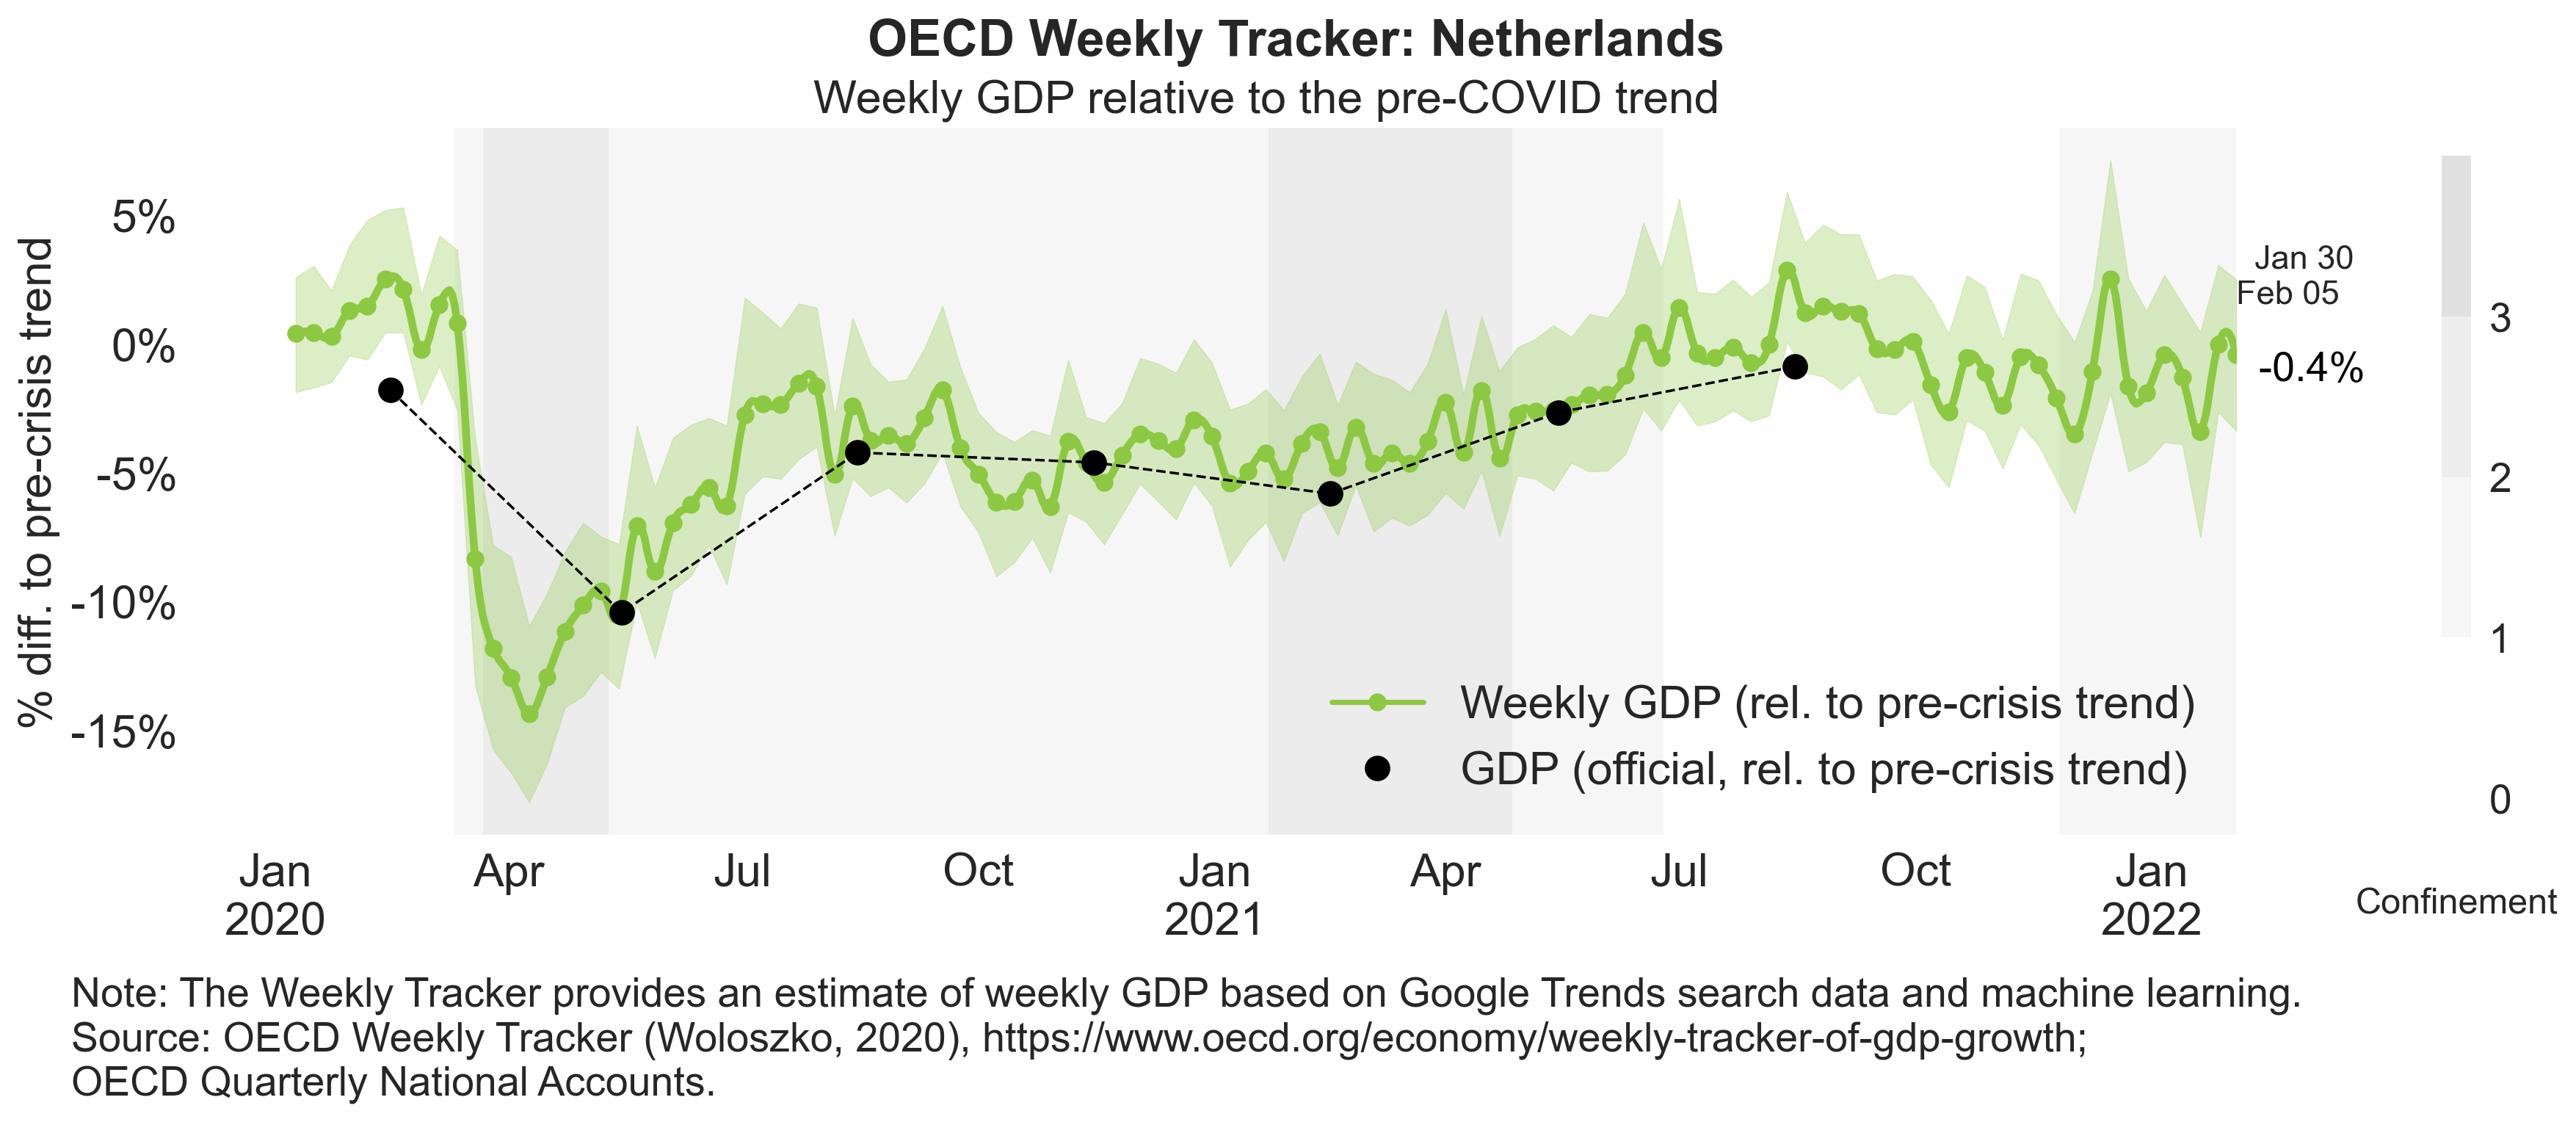 OECD Weekly Tracker: Netherlands
Weekly GDP relative to the pre-COVID trend
% diff. to pre-crisis trend
5%
0%
-5%
-10%
-15%
Jan 30
Feb 05
-0.4%
3
2
1
0
Confinement
Weekly GDP (rel. to pre-crisis trend)
GDP (official, rel. to pre-crisis trend)
Jan Apr Jul Oct Jan Apr Jul Oct Jan
2020 2021 2022
Note: The Weekly Tracker provides an estimate of weekly GDP based on Google Trends search data and machine learning.
Source: OECD Weekly Tracker (Woloszko, 2020), https://www.oecd.org/economy/weekly-tracker-of-gdp-growth;
OECD Quarterly National Accounts.